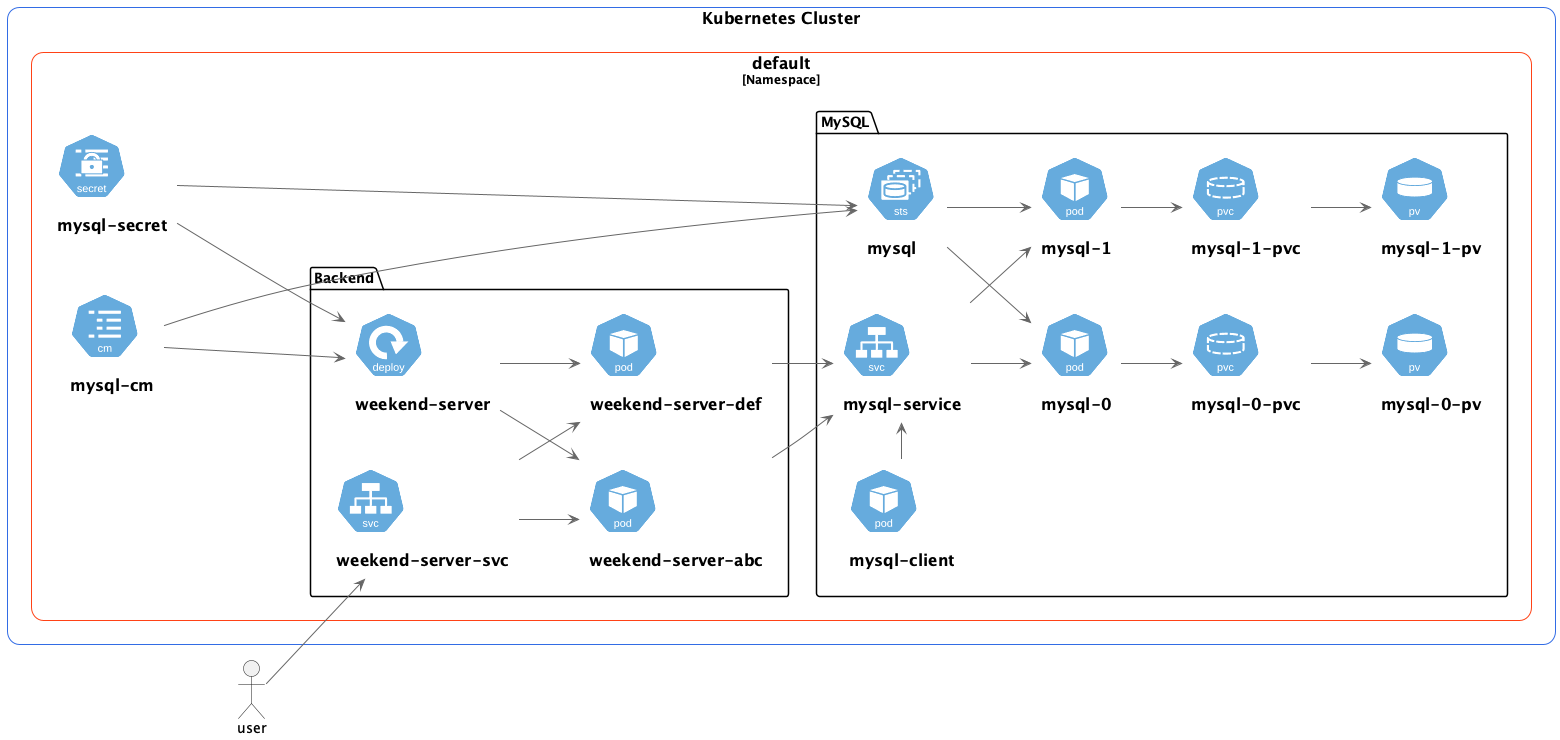 Kubernetes Cluster
default
[Namespace]
MySQL
secret
mysql-secret
sts
mysql
pod
mysql-1
pvc
mysql-1-pvc
pv
mysql-1-pv
Backend
cm
mysql-cm
deploy
weekend-server
pod
weekend-server-def
svc
mysql-service
pod
mysql-0
pvc
mysql-0-pvc
pv
mysql-0-pv
svc
weekend-server-svc
pod
weekend-server-abc
pod
mysql-client
user